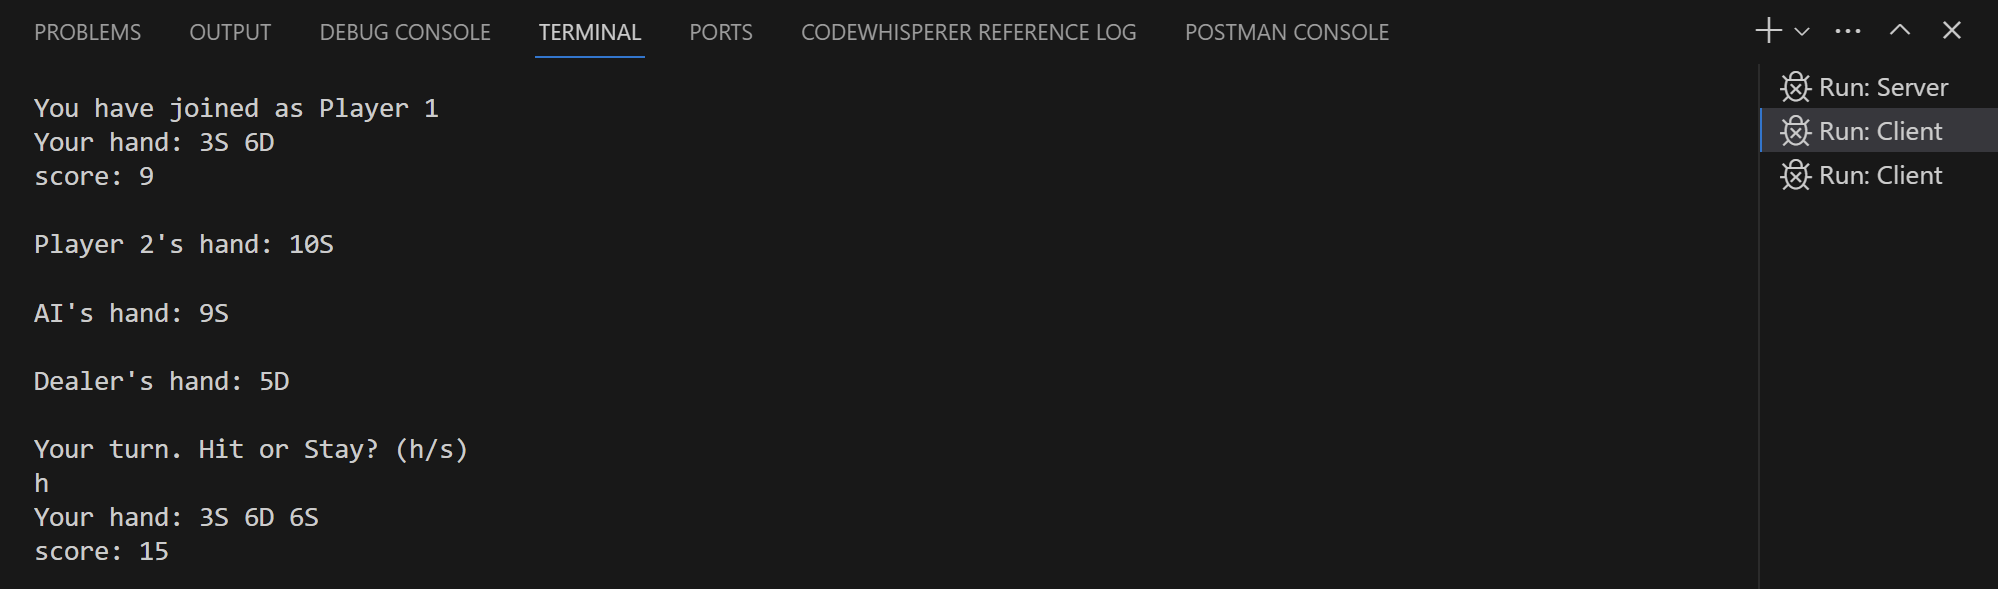 PROBLEMS OUTPUT DEBUG CONSOLE TERMINAL PORTS CODEWHISPERER REFERENCE LOG POSTMAN CONSOLE
You have joined as Player 1
Your hand: 3S 6D
score: 9
Player 2's hand: 10S
AI's hand: 9S
Dealer's hand: 5D
Your turn. Hit or Stay? (h/s)
h
Your hand: 3S 6D 6S
score: 15
Run: Server
Run: Client
Run: Client